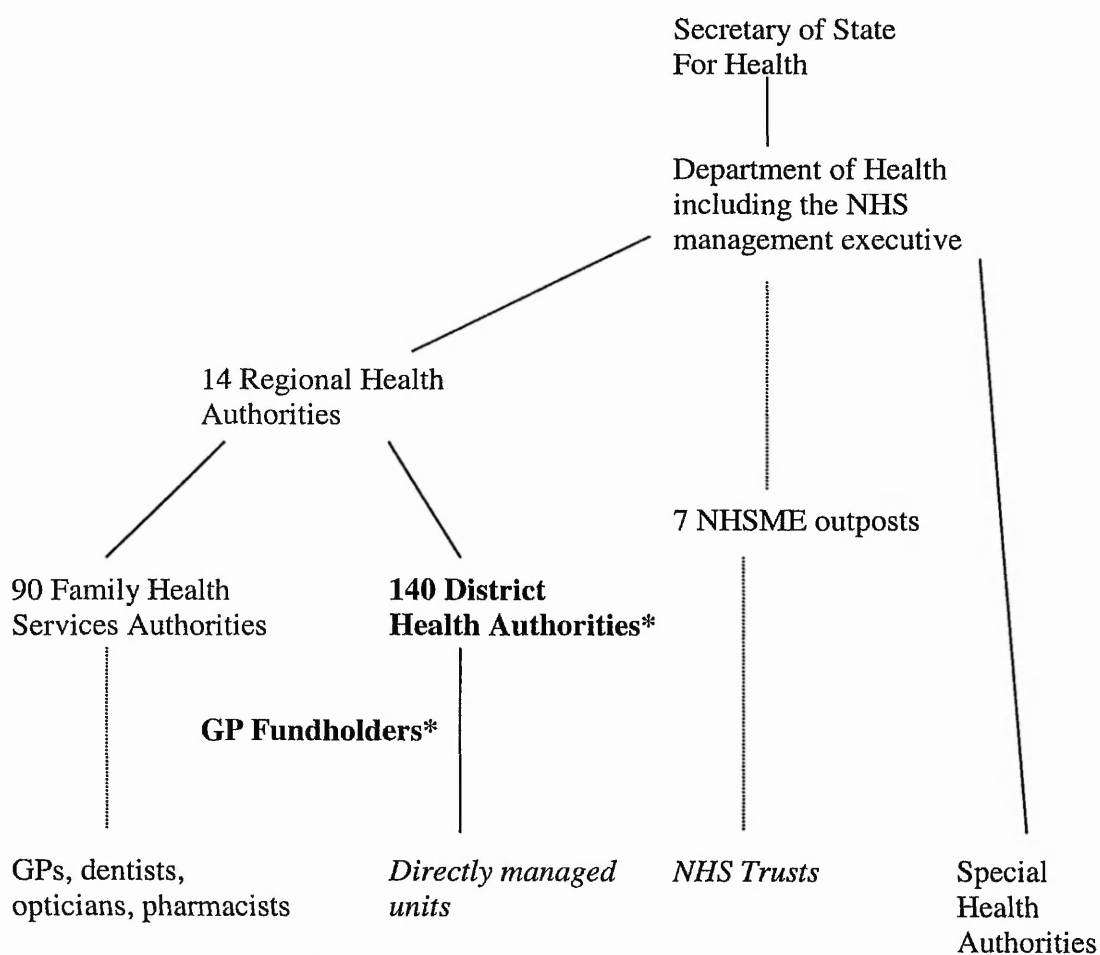 Secretary of State
For Health
Department of Health
including the NHS
management executive
14 Regional Health
Authorities
7 NHSME outposts
90 Family Health
Services Authorities
140 District
Health Authorities*
GP Fundholders*
GPs, dentists,
opticians, pharmacists
Directly managed
units
NHS Trusts
Special
Health
Authorities